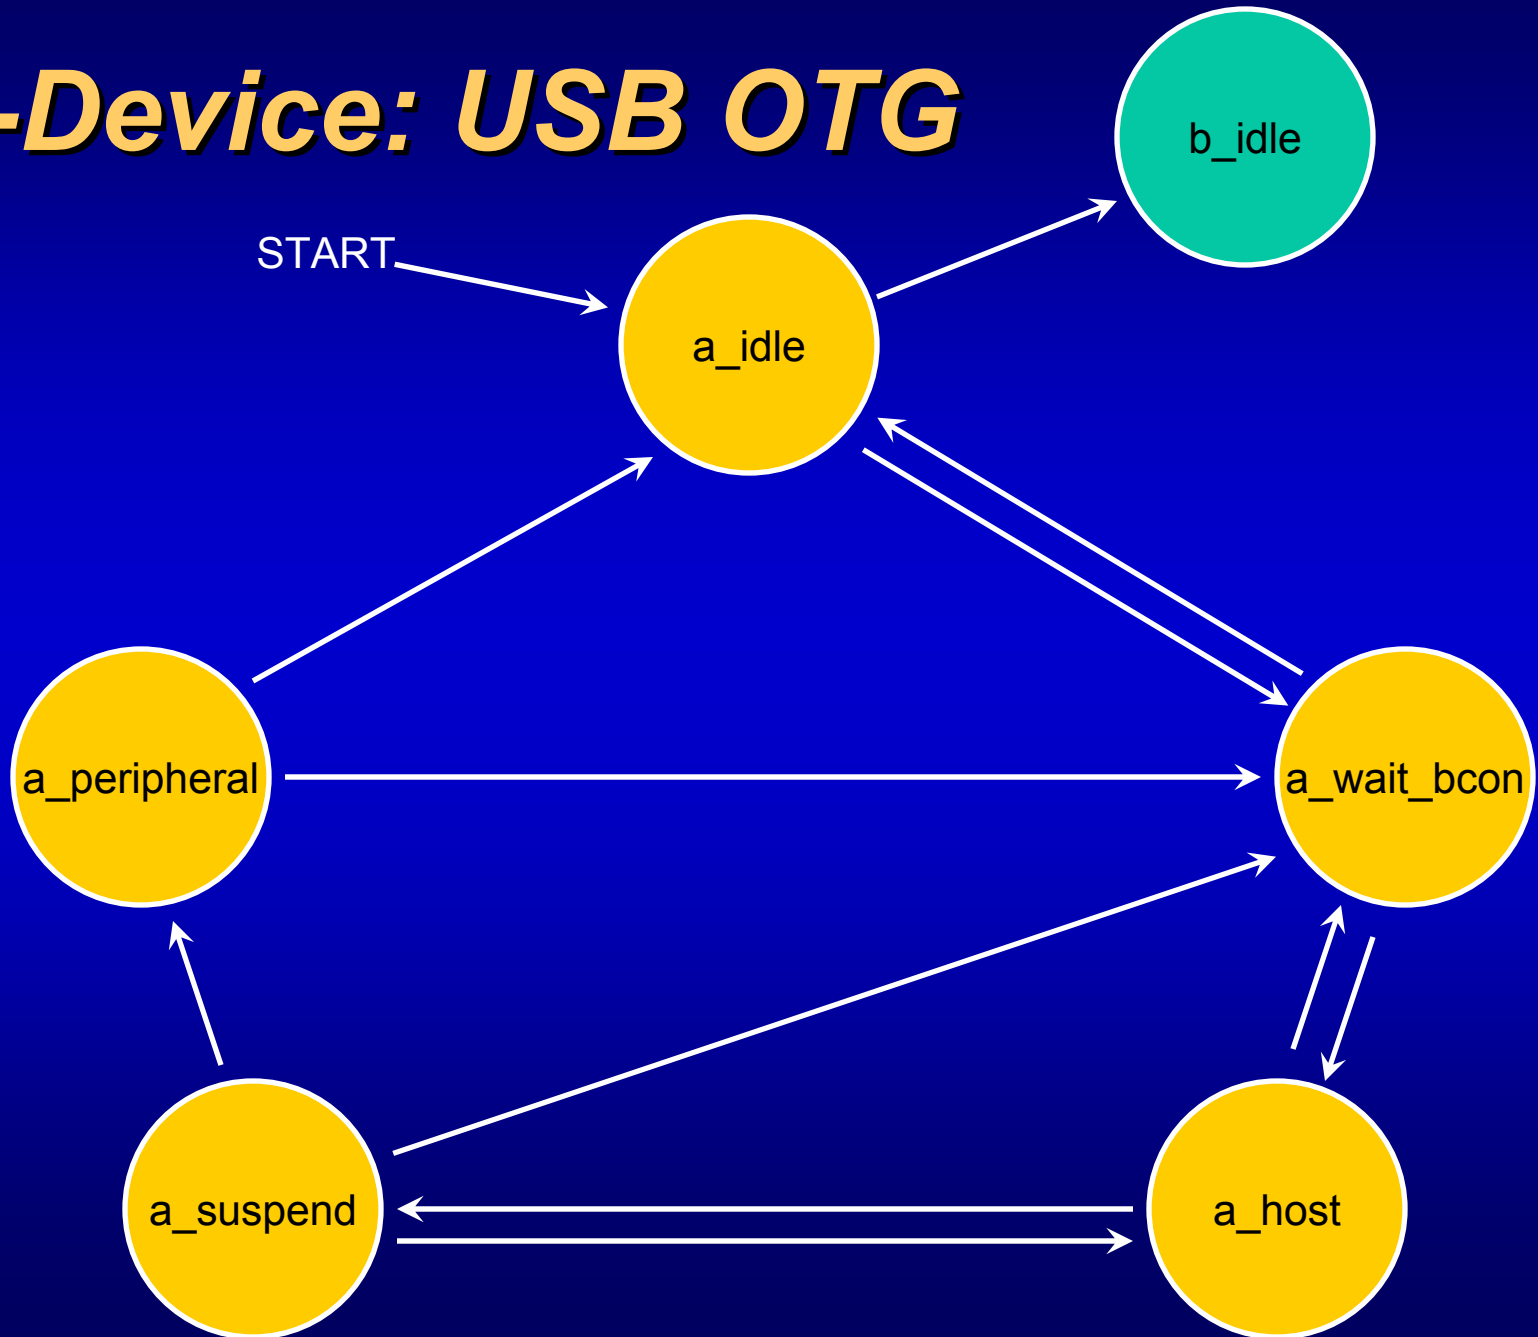 -Device: USB OTG
b_idle
START
a_idle
a_peripheral
a_wait_bcon
a_suspend
a_host